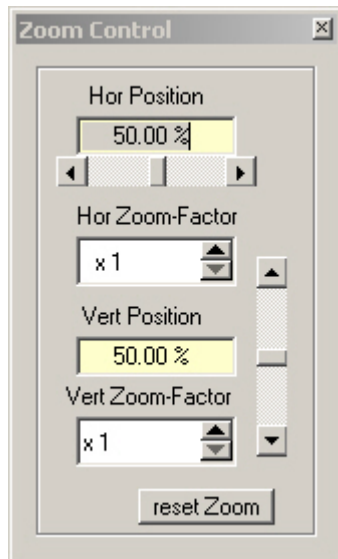 Zoom Control
Hor Position
50.00 %
Hor Zoom-Factor
x 1
Vert Position
50.00 %
Vert Zoom-Factor
x 1
reset Zoom